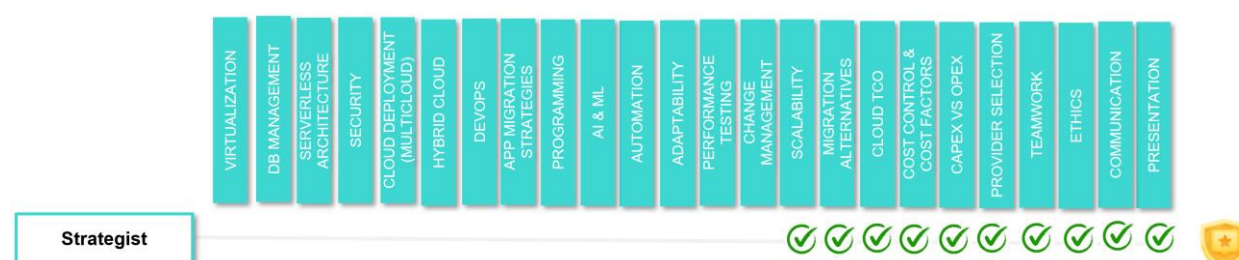 VIRTUALIZATION
DB MANAGEMENT
SERVERLESS
ARCHITECTURE
SECURITY
CLOUD DEPLOYMENT
(MULTICLOUD)
HYBRID CLOUD
DEVOPS
APP MIGRATION
STRATEGIES
PROGRAMMING
AI & ML
AUTOMATION
ADAPTABILITY
PERFORMANCE
TESTING
CHANGE
MANAGEMENT
SCALABILITY
MIGRATION
ALTERNATIVES
CLOUD TCO
COST CONTROL &
COST FACTORS
CAPEX VS OPEX
PROVIDER SELECTION
TEAMWORK
ETHICS
COMMUNICATION
PRESENTATION
Strategist